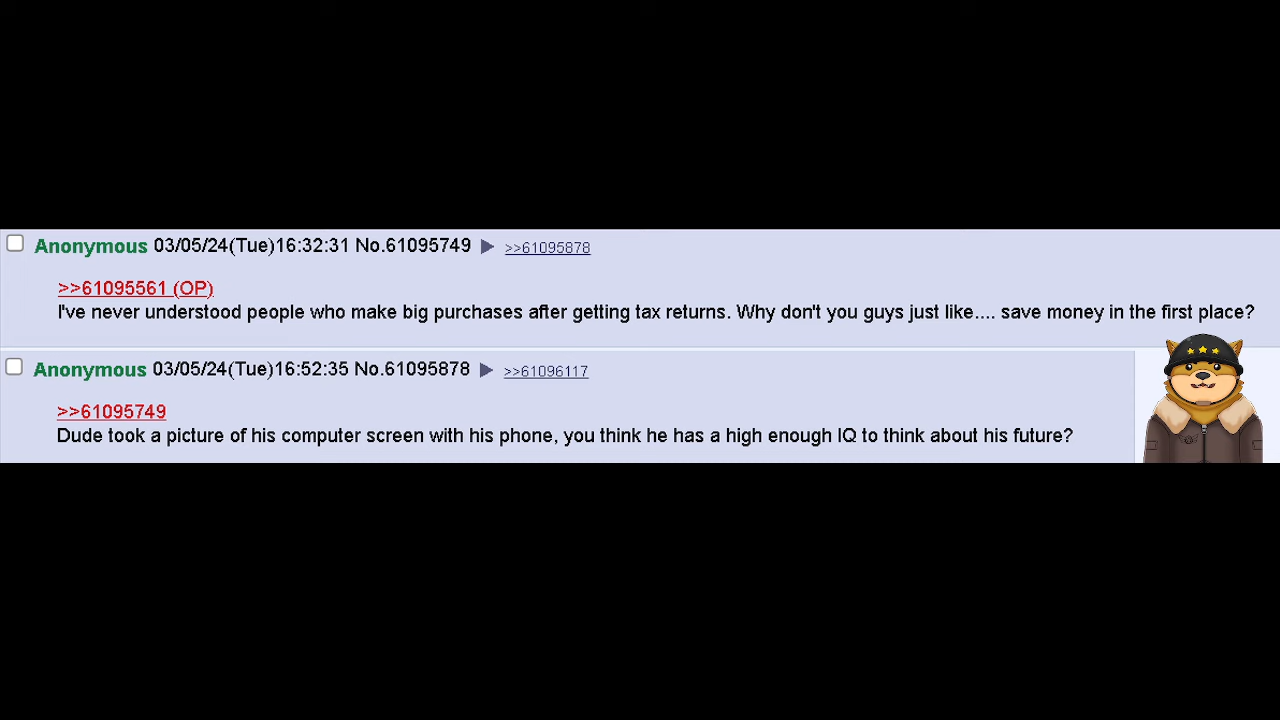 Anonymous 03/05/24(Tue)16:32:31 No.61095749 ▶ >>61095878
>>61095561 (OP)
I've never understood people who make big purchases after getting tax returns. Why don't you guys just like.... save money in the first place?
Anonymous 03/05/24(Tue)16:52:35 No.61095878 ▶ >>61096117
>>61095749
Dude took a picture of his computer screen with his phone, you think he has a high enough IQ to think about his future?